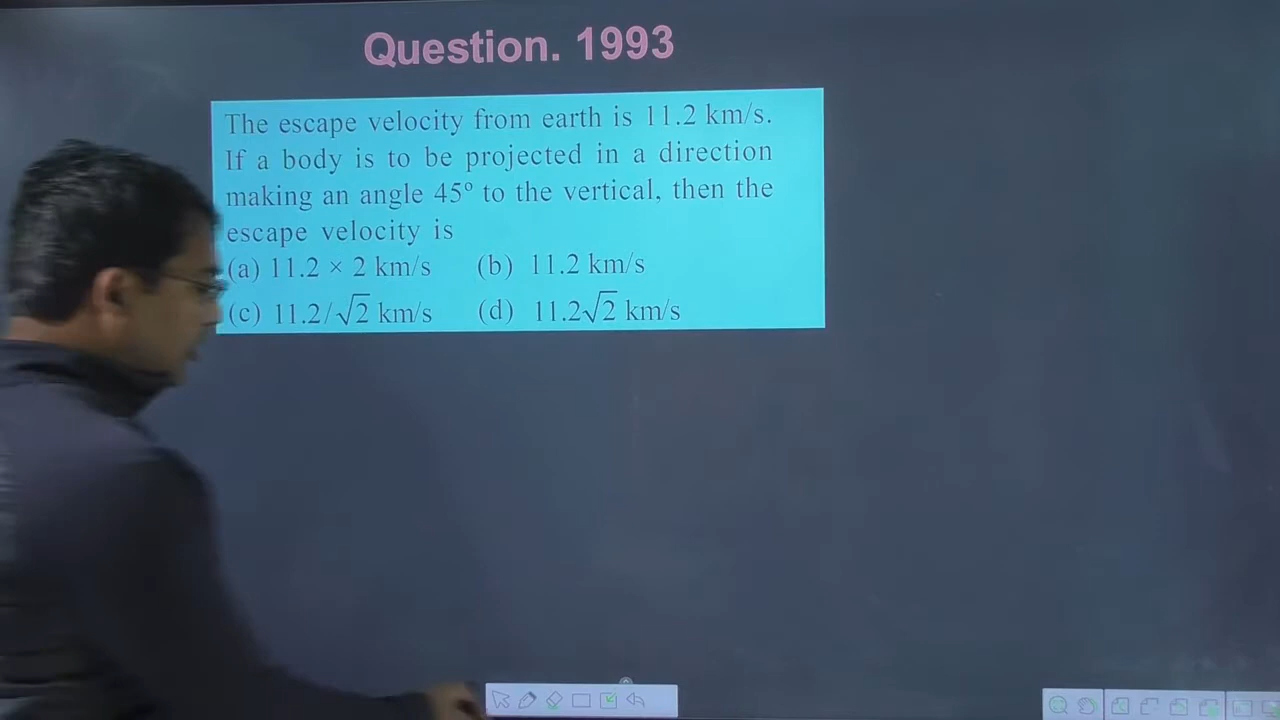 Question. 1993
The escape velocity from earth is 11.2 km/s.
If a body is to be projected in a direction
making an angle 45º to the vertical, then the
escape velocity is
(a) 11.2 × 2 km/s (b) 11.2 km/s
(c) 11.2/√2 km/s (d) 11.2√2 km/s